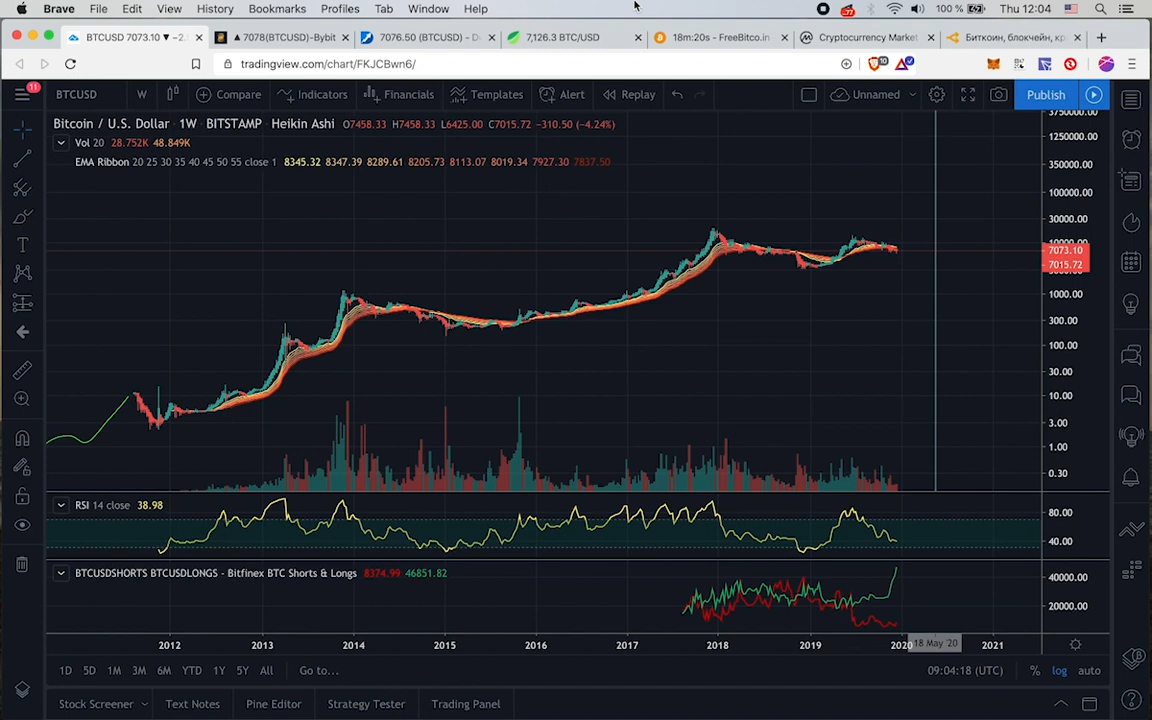 Brave File Edit View History Bookmarks Profiles Tab Window Help 77 100 % Thu 12:04
BTCUSD 7073.10 ▼ −2. × ▲ 7078(BTCUSD)-Bybit × 7076.50 (BTCUSD) - D × 7,126.3 BTC/USD × 18m:20s - FreeBitco.in × Cryptocurrency Market × Биткоин, блокчейн, кр × +
tradingview.com/chart/FKJCBwn6/ 10
11 BTCUSD W Compare Indicators Financials Templates Alert Replay Unnamed Publish
Bitcoin / U.S. Dollar · 1W · BITSTAMP · Heikin Ashi O7458.33 H7458.33 L6425.00 C7015.72 −310.50 (−4.24%)
Vol 20 28.752K 48.849K
EMA Ribbon 20 25 30 35 40 45 50 55 close 1 8345.32 8347.39 8289.61 8205.73 8113.07 8019.34 7927.30 7837.50
3750000.00
1250000.00
350000.00
100000.00
30000.00
10000.00
7073.10
7015.72
1000.00
300.00
100.00
30.00
10.00
3.00
1.00
0.30
RSI 14 close 38.98
80.00
40.00
BTCUSDSHORTS BTCUSDLONGS - Bitfinex BTC Shorts & Longs 8374.99 46851.82
40000.00
20000.00
2012 2013 2014 2015 2016 2017 2018 2019 2020 18 May '20 2021
1D 5D 1M 3M 6M YTD 1Y 5Y All Go to... 09:04:18 (UTC) % log auto
Stock Screener Text Notes Pine Editor Strategy Tester Trading Panel